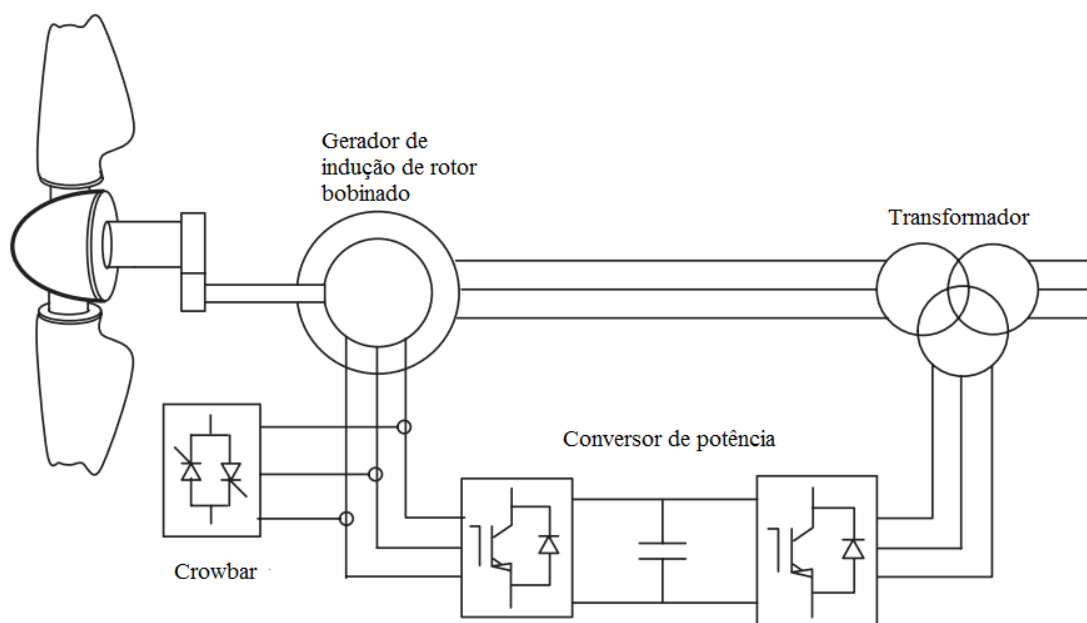 Gerador de
indução de rotor
bobinado
Transformador
Conversor de potência
Crowbar